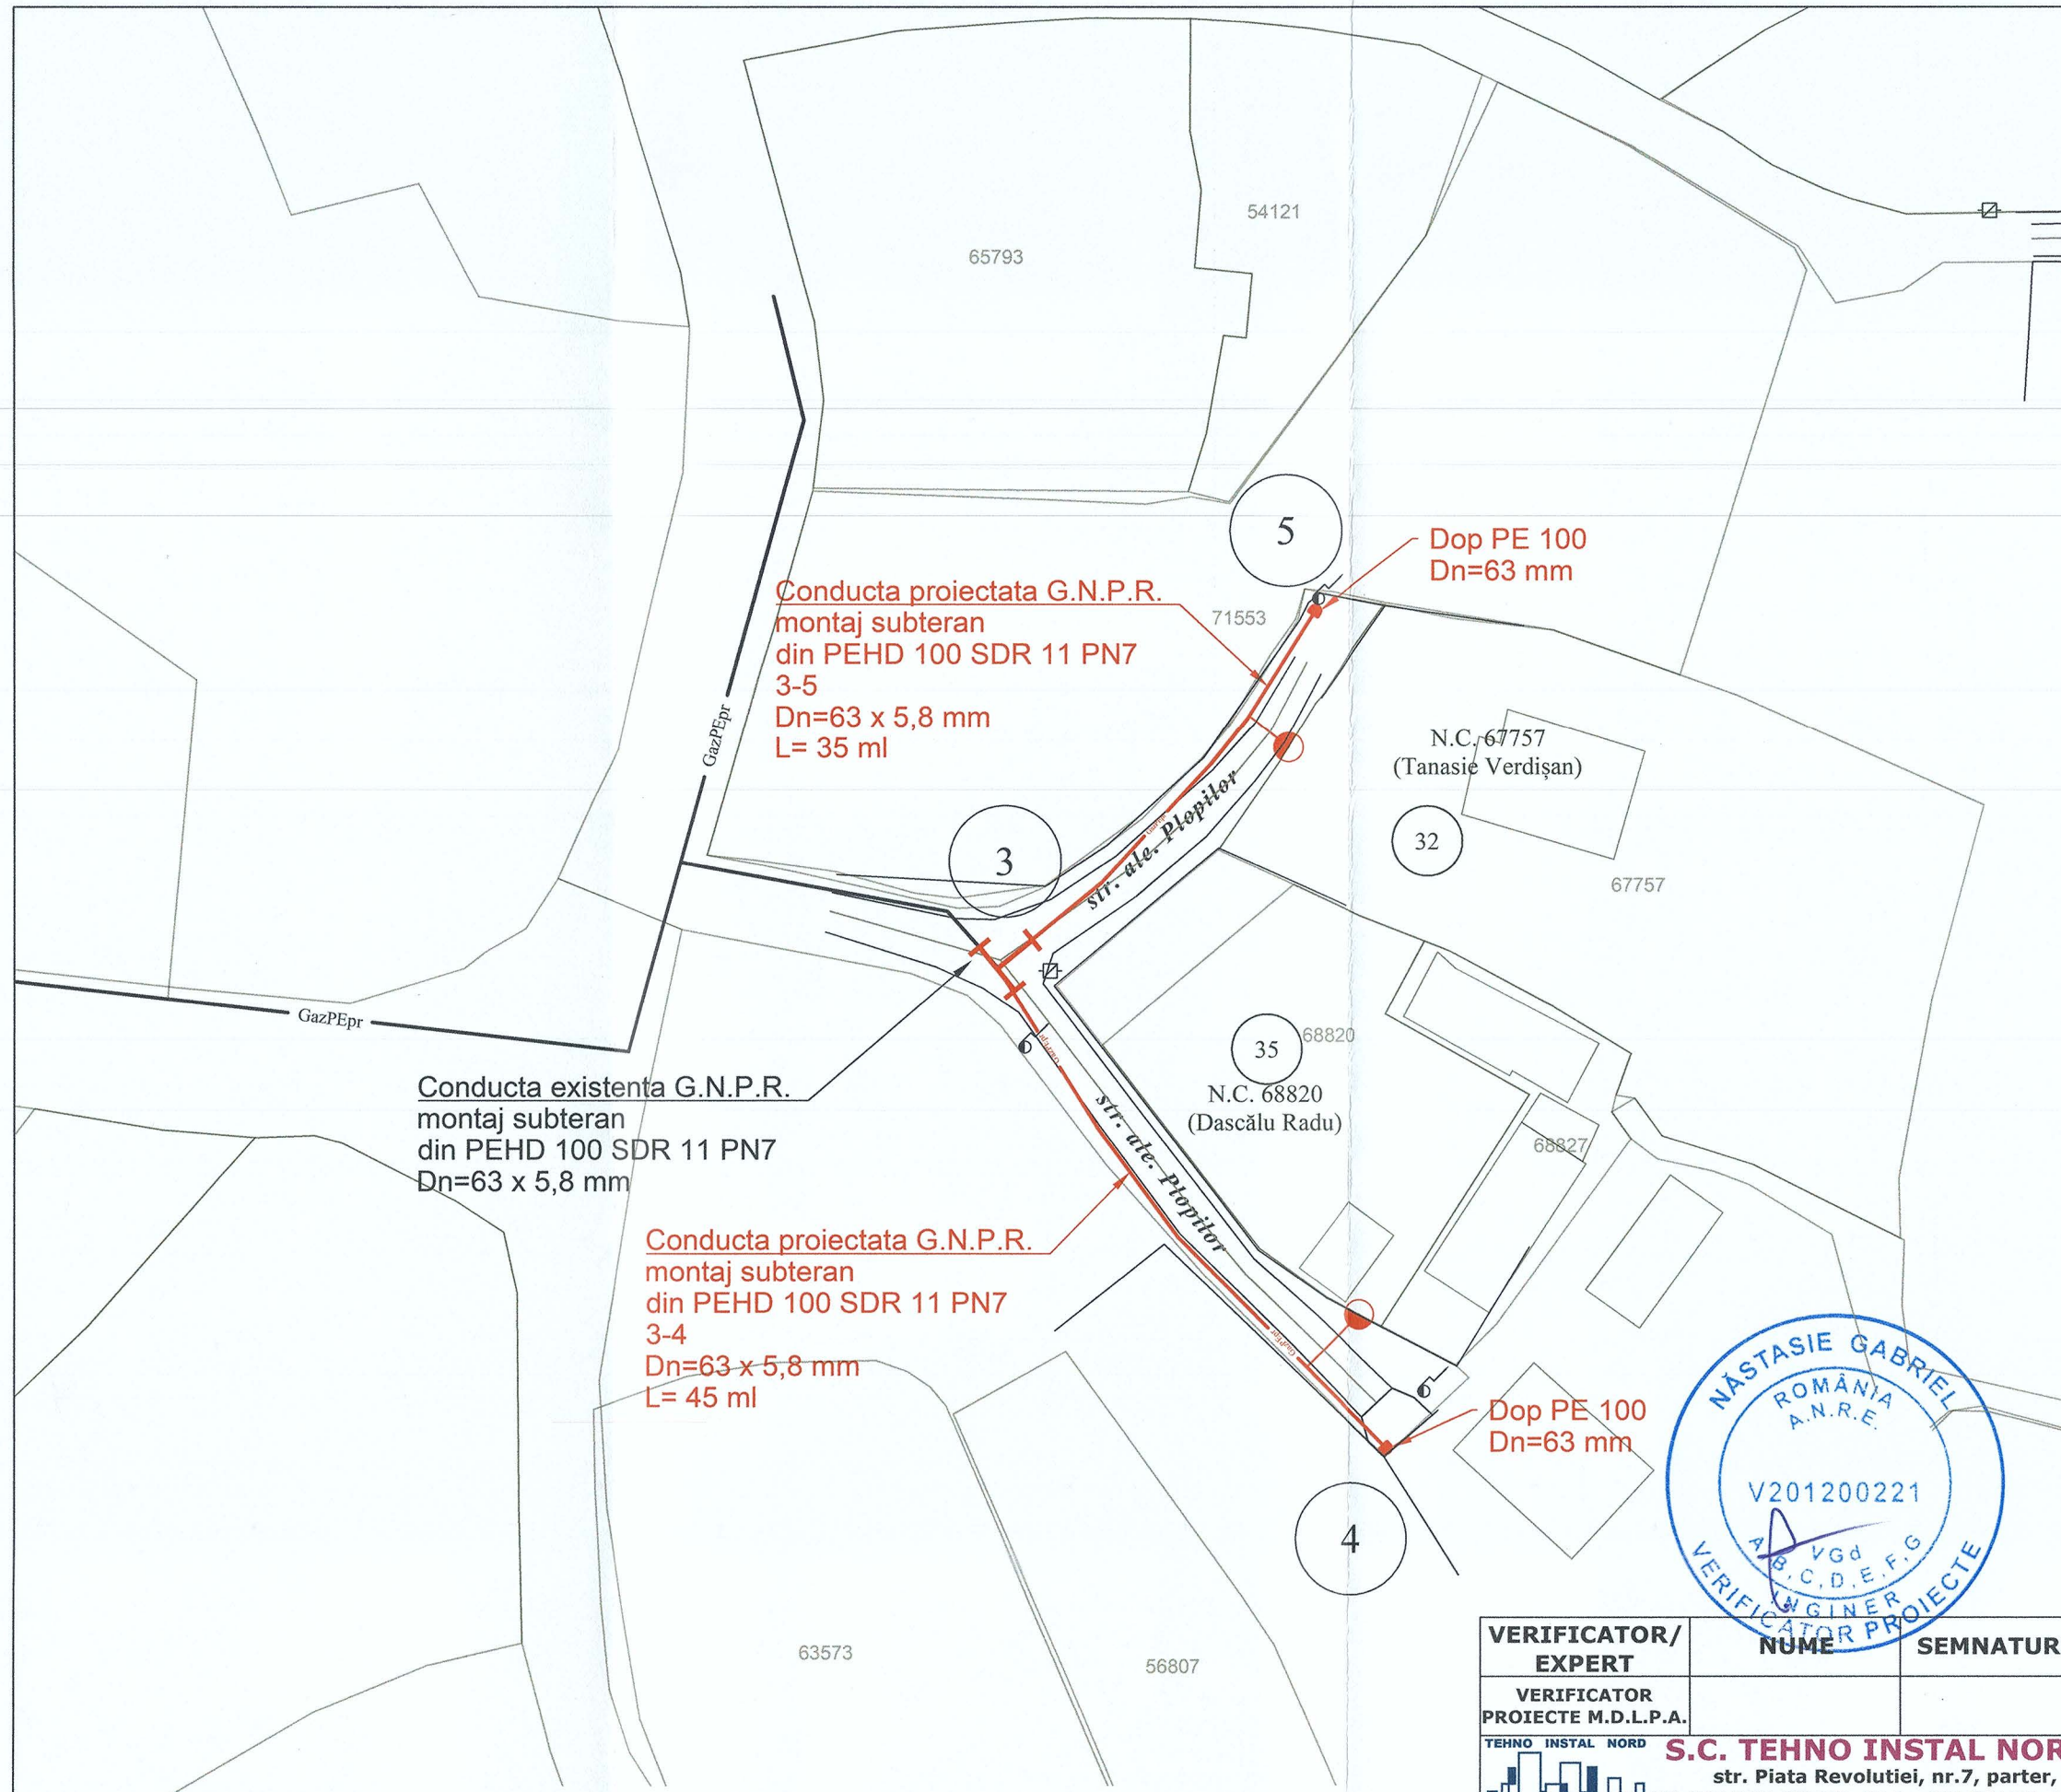 54121
65793
5
Dop PE 100
Dn=63 mm
Conducta proiectata G.N.P.R.
montaj subteran
din PEHD 100 SDR 11 PN7
3-5
Dn=63 x 5,8 mm
L= 35 ml
71553
GazPEpr
N.C. 67757
(Tanasie Verdișan)
32
67757
3
GazPEpr
str. ale. Plopilor
GazPEpr
35
68820
N.C. 68820
(Dascălu Radu)
68827
GazPEpr
Conducta existenta G.N.P.R.
montaj subteran
din PEHD 100 SDR 11 PN7
Dn=63 x 5,8 mm
str. ale. Plopilor
Conducta proiectata G.N.P.R.
montaj subteran
din PEHD 100 SDR 11 PN7
3-4
Dn=63 x 5,8 mm
L= 45 ml
GazPEpr
Dop PE 100
Dn=63 mm
4
63573
56807
NĂSTASIE GABRIEL
ROMÂNIA
A.N.R.E.
V201200221
VGd
A,B,C,D,E,F,G
INGINER
VERIFICATOR PROIECTE
VERIFICATOR/
EXPERT
NUME
SEMNATUR
VERIFICATOR
PROIECTE M.D.L.P.A.
TEHNO INSTAL NORD
S.C. TEHNO INSTAL NOR
str. Piata Revolutiei, nr.7, parter,